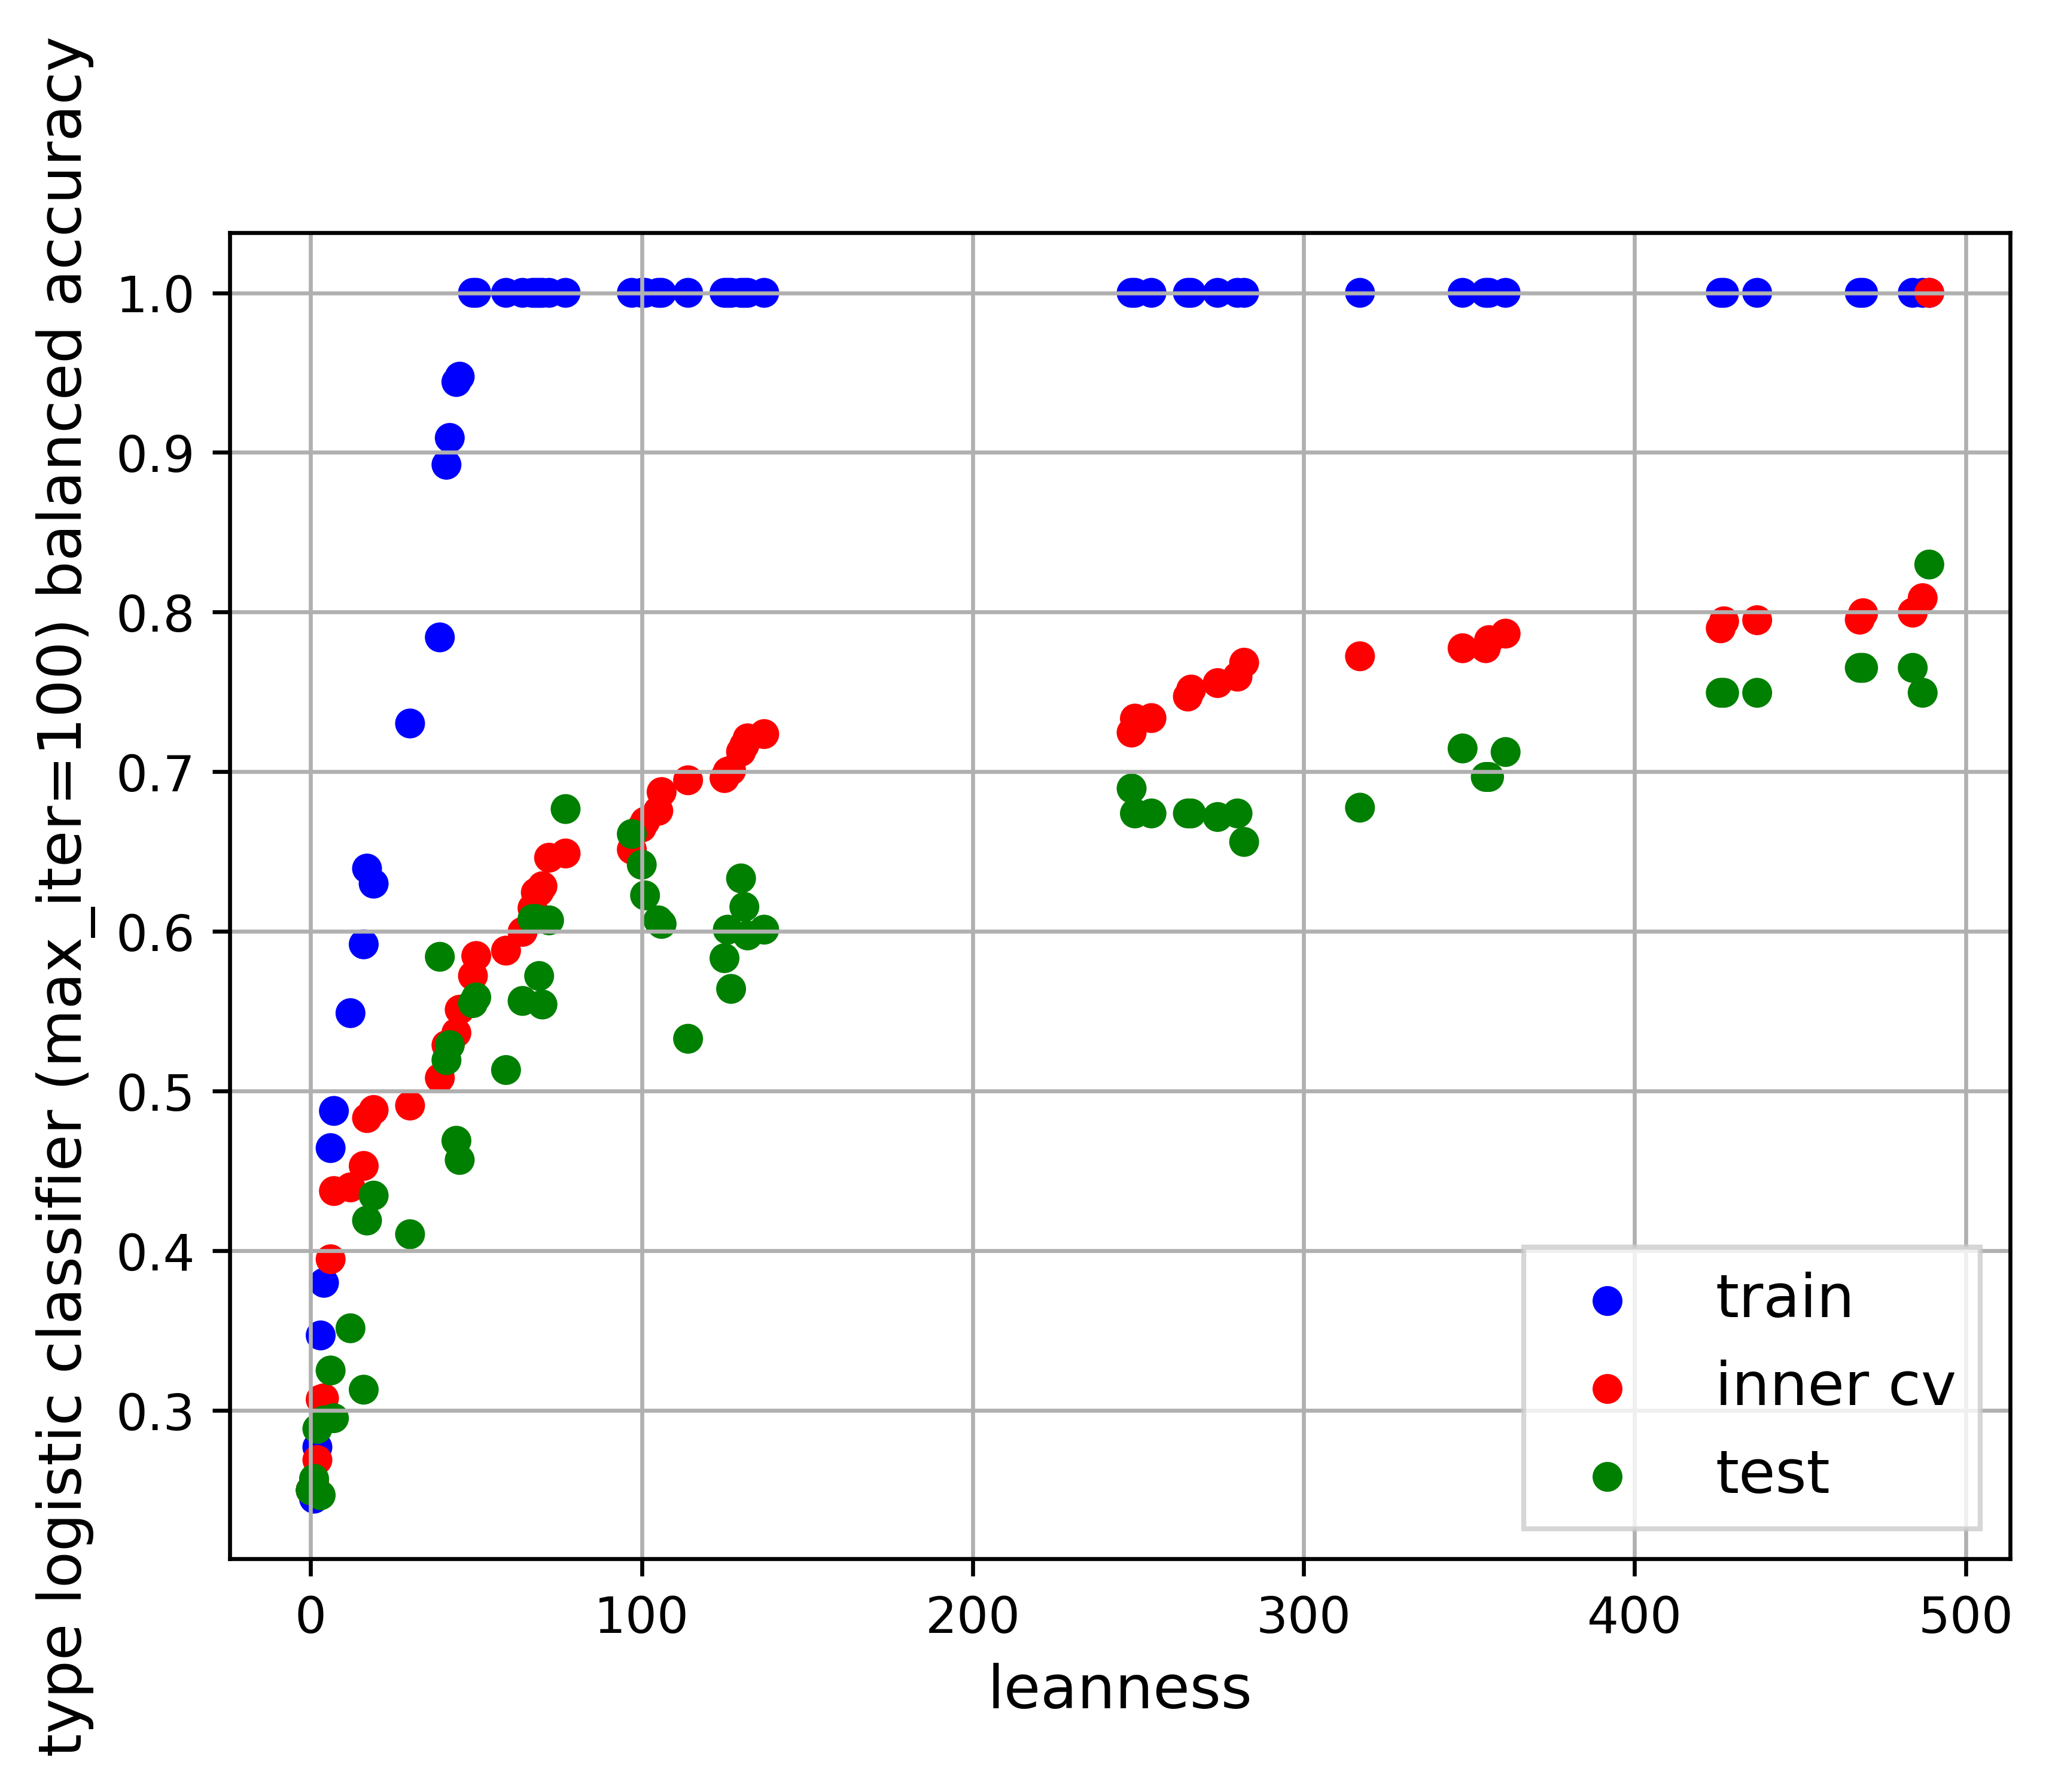 type logistic classifier (max_iter=100) balanced accuracy
1.0
0.9
0.8
0.7
0.6
0.5
0.4
0.3
0 100 200 300 400 500
leanness
train
inner cv
test